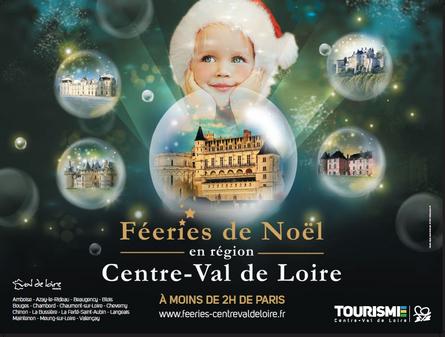 Féeries de Noël
en région
Centre-Val de Loire
À MOINS DE 2H DE PARIS
www.feeries-centrevaldeloire.fr
Val de loire
Amboise - Azay-le-Rideau - Beaugency - Blois
Bouges - Chambord - Chaumont-sur-Loire - Cheverny
Chinon - La Bussière - La Ferté-Saint-Aubin - Langeais
Maintenon - Meung-sur-Loire - Valençay
TOURISME
Centre-Val de Loire